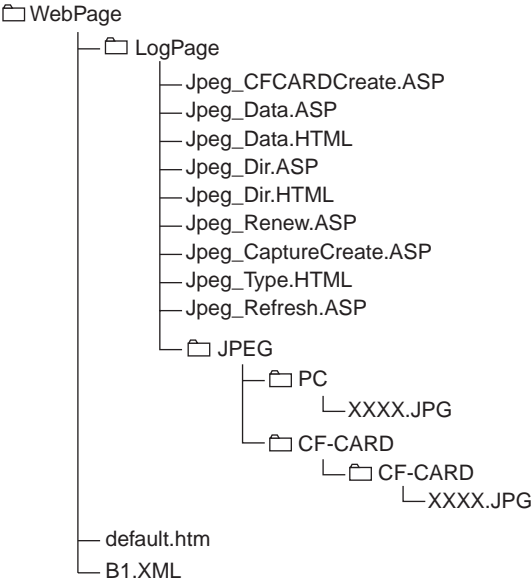 WebPage
LogPage
Jpeg_CFCARDCreate.ASP
Jpeg_Data.ASP
Jpeg_Data.HTML
Jpeg_Dir.ASP
Jpeg_Dir.HTML
Jpeg_Renew.ASP
Jpeg_CaptureCreate.ASP
Jpeg_Type.HTML
Jpeg_Refresh.ASP
JPEG
PC
XXXX.JPG
CF-CARD
CF-CARD
XXXX.JPG
default.htm
B1.XML